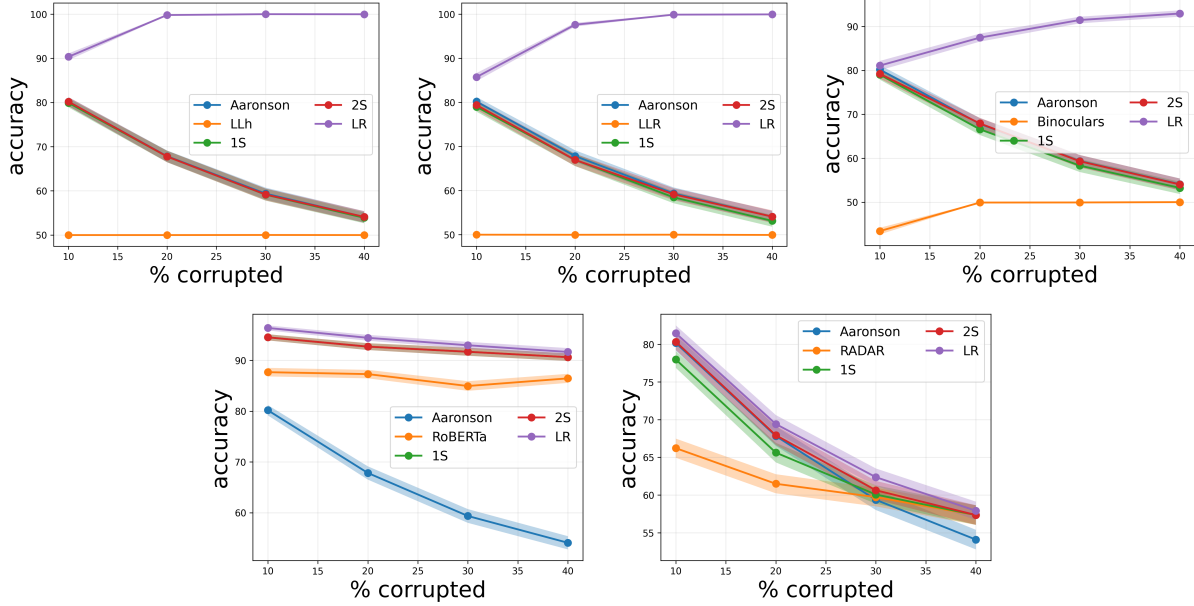 100
90
80
70
60
50
accuracy
Aaronson
LLh
1S
2S
LR
10 15 20 25 30 35 40
% corrupted
100
90
80
70
60
50
accuracy
Aaronson
LLR
1S
2S
LR
10 15 20 25 30 35 40
% corrupted
90
80
70
60
50
accuracy
Aaronson
Binoculars
1S
2S
LR
10 15 20 25 30 35 40
% corrupted
90
80
70
60
accuracy
Aaronson
RoBERTa
1S
2S
LR
10 15 20 25 30 35 40
% corrupted
80
75
70
65
60
55
accuracy
Aaronson
RADAR
1S
2S
LR
10 15 20 25 30 35 40
% corrupted